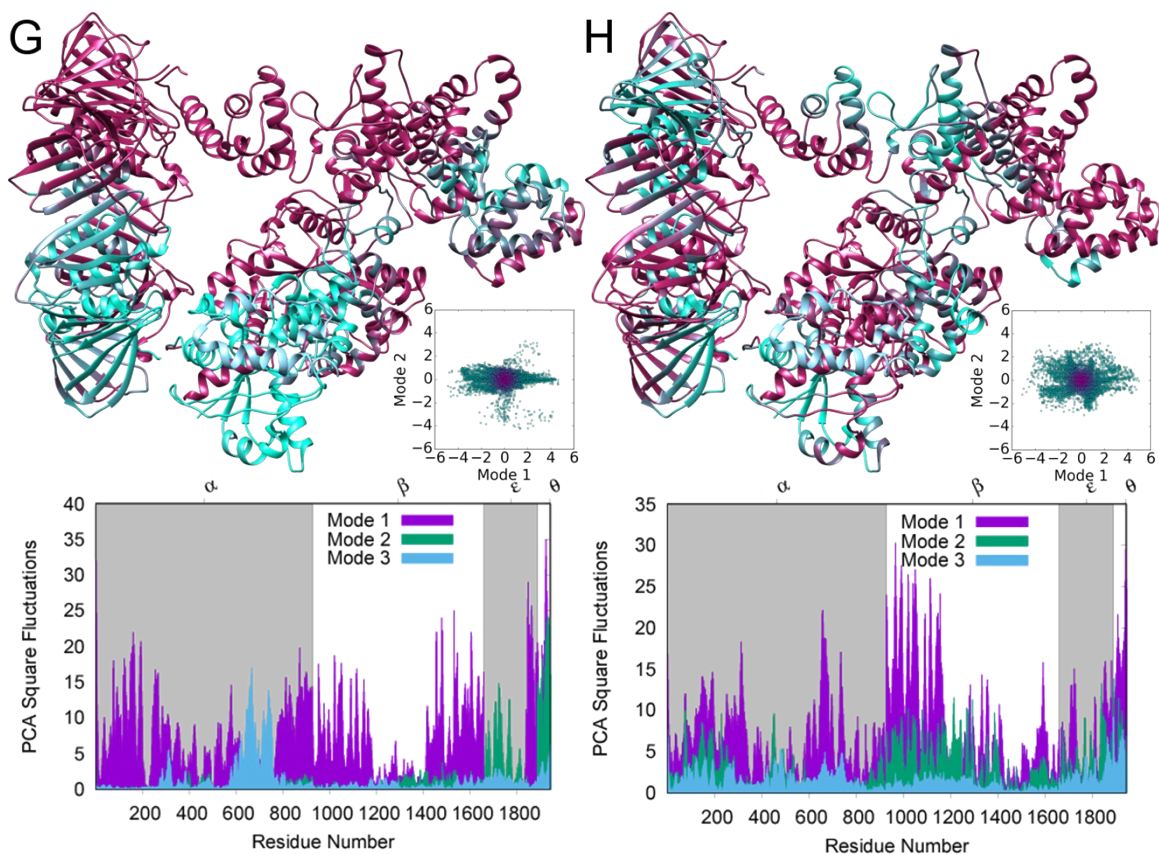 G
H
6
4
2
0
−2
−4
−6
Mode 2
−6 −4 −2 0 2 4 6
Mode 1
6
4
2
0
−2
−4
−6
Mode 2
−6 −4 −2 0 2 4 6
Mode 1
α β ε θ
40
35
30
25
20
15
10
5
0
PCA Square Fluctuations
Mode 1
Mode 2
Mode 3
200 400 600 800 1000 1200 1400 1600 1800
Residue Number
α β ε θ
35
30
25
20
15
10
5
0
PCA Square Fluctuations
Mode 1
Mode 2
Mode 3
200 400 600 800 1000 1200 1400 1600 1800
Residue Number